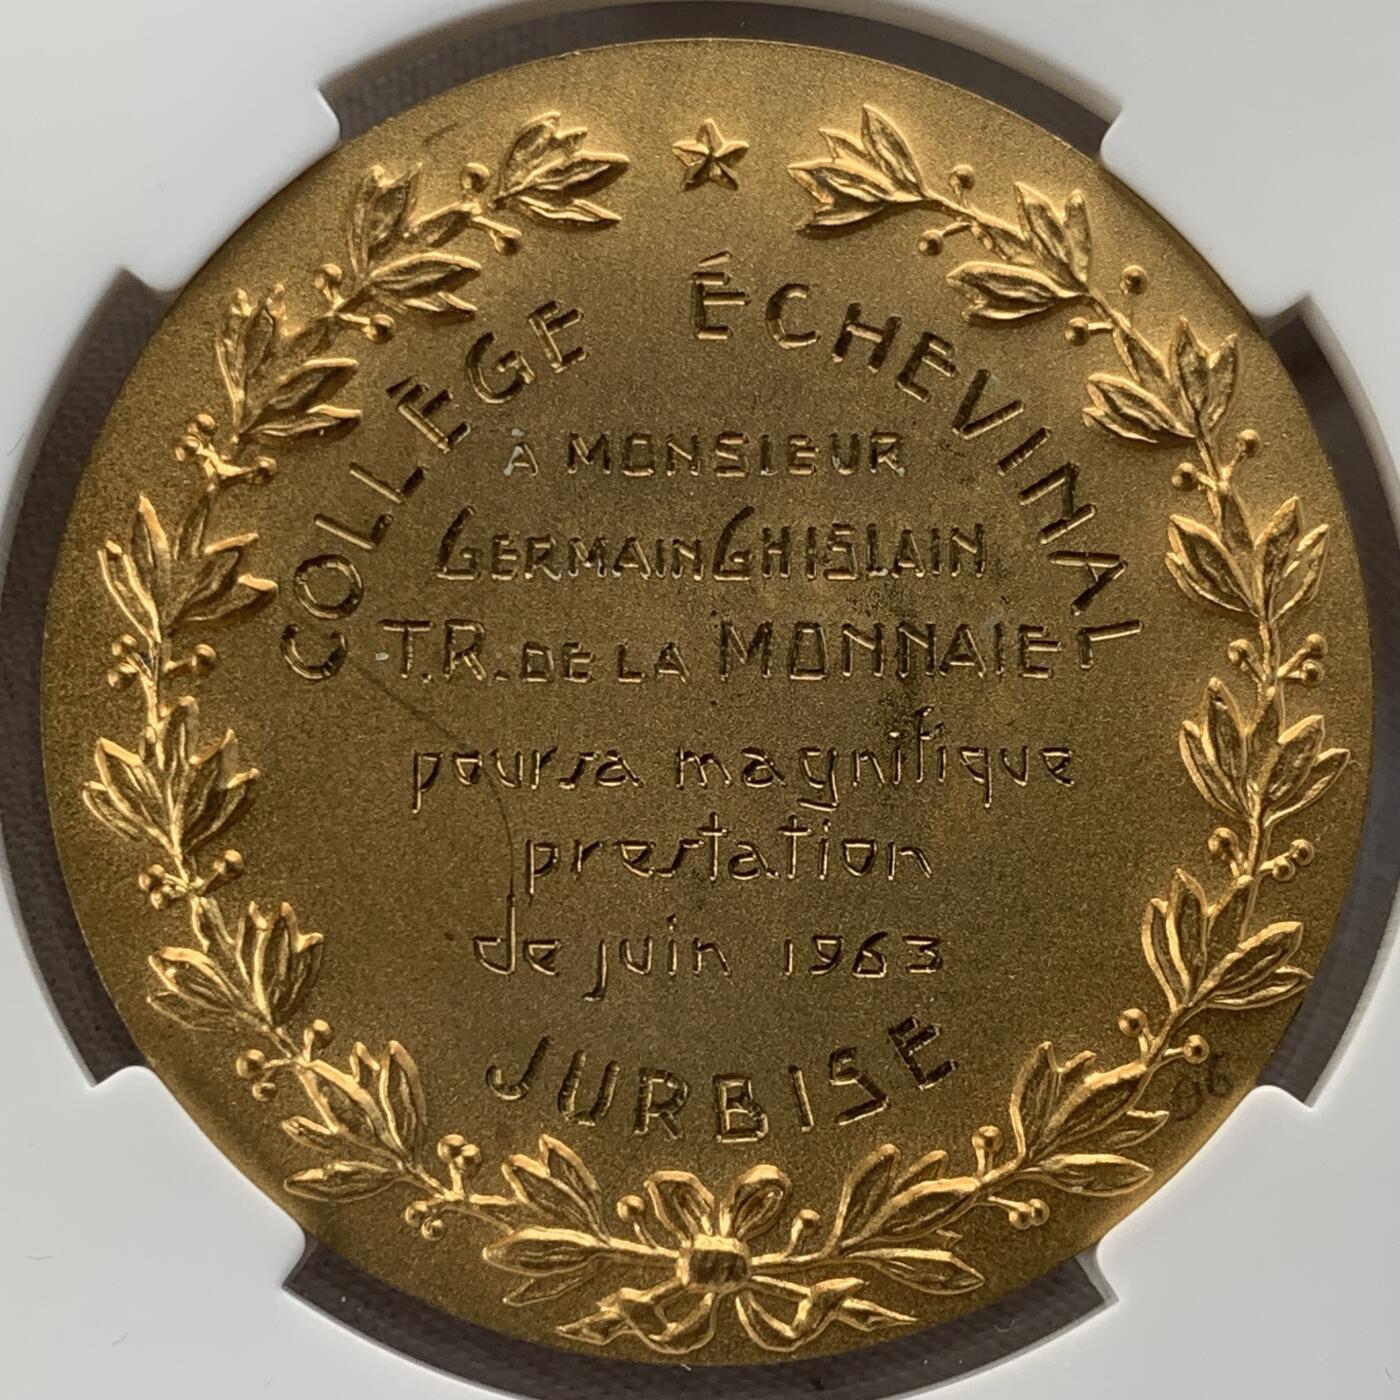 COLLÈGE ÉCHEVINAL
À MONSIEUR
GERMAIN GHISLAIN
T.R. DE LA MONNAIE
pour sa magnifique
prestation
de juin 1963
JURBISE